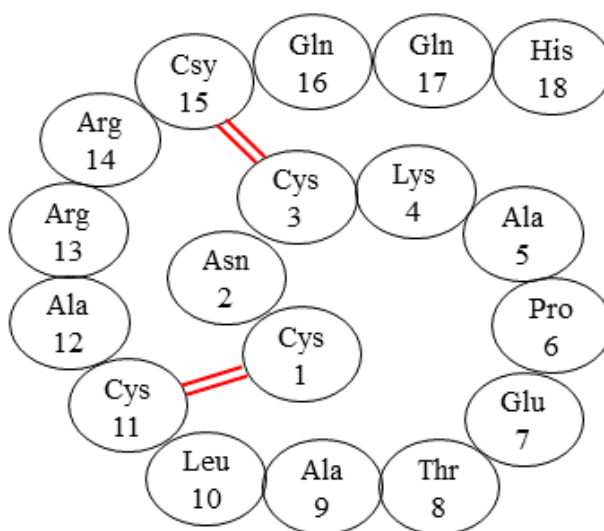 Cys
1
Asn
2
Cys
3
Lys
4
Ala
5
Pro
6
Glu
7
Thr
8
Ala
9
Leu
10
Cys
11
Ala
12
Arg
13
Arg
14
Csy
15
Gln
16
Gln
17
His
18